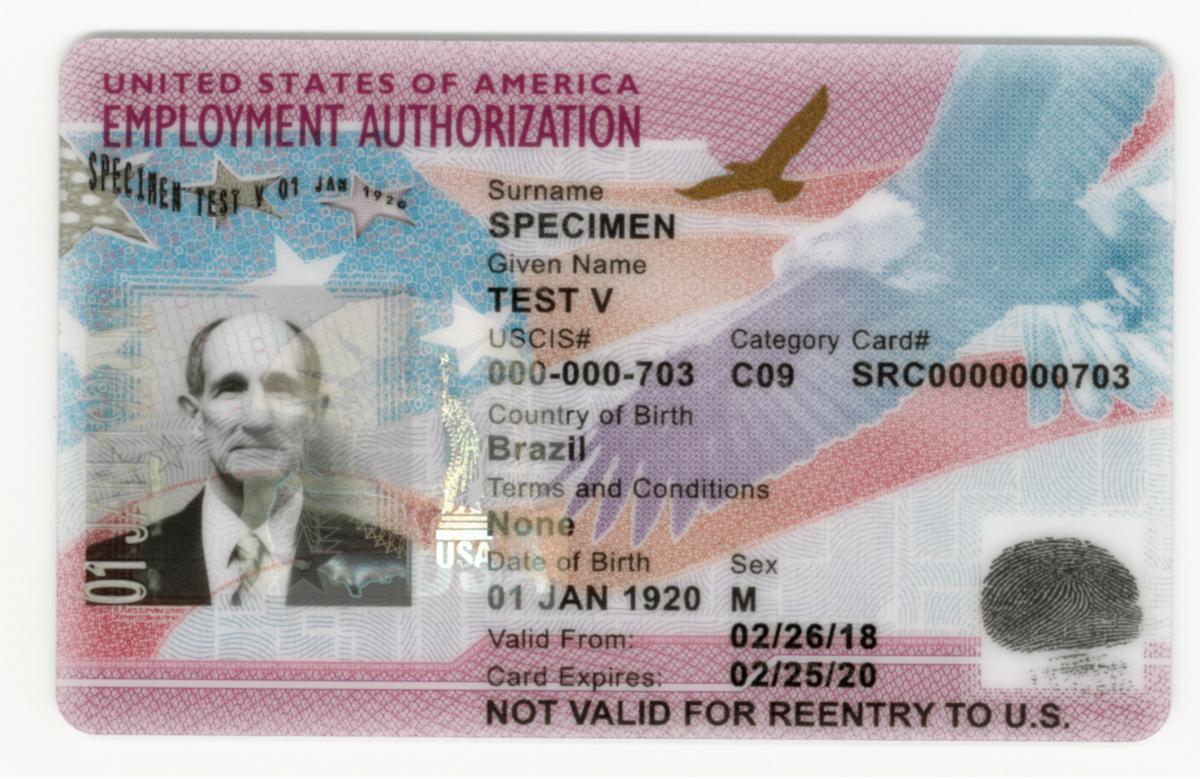 UNITED STATES OF AMERICA
EMPLOYMENT AUTHORIZATION
SPECIMEN TEST V 01 JAN 1920
Surname
SPECIMEN
Given Name
TEST V
USCIS# Category Card#
000-000-703 C09 SRC0000000703
Country of Birth
Brazil
Terms and Conditions
None
USA
Date of Birth Sex
01 JAN 1920 M
Valid From: 02/26/18
Card Expires: 02/25/20
NOT VALID FOR REENTRY TO U.S.